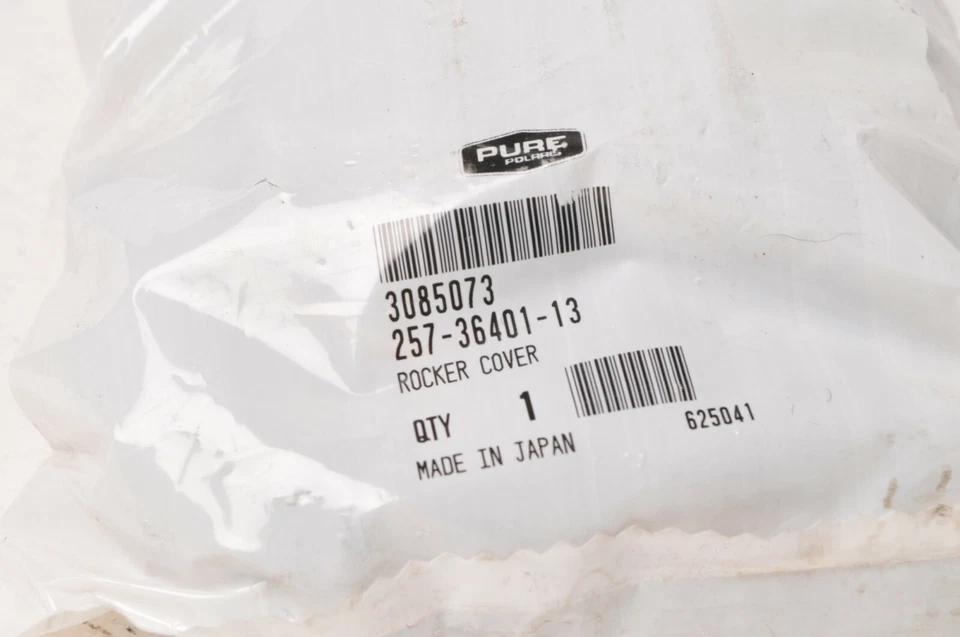 PURE
POLARIS
3085073
257-36401-13
ROCKER COVER
QTY 1
625041
MADE IN JAPAN